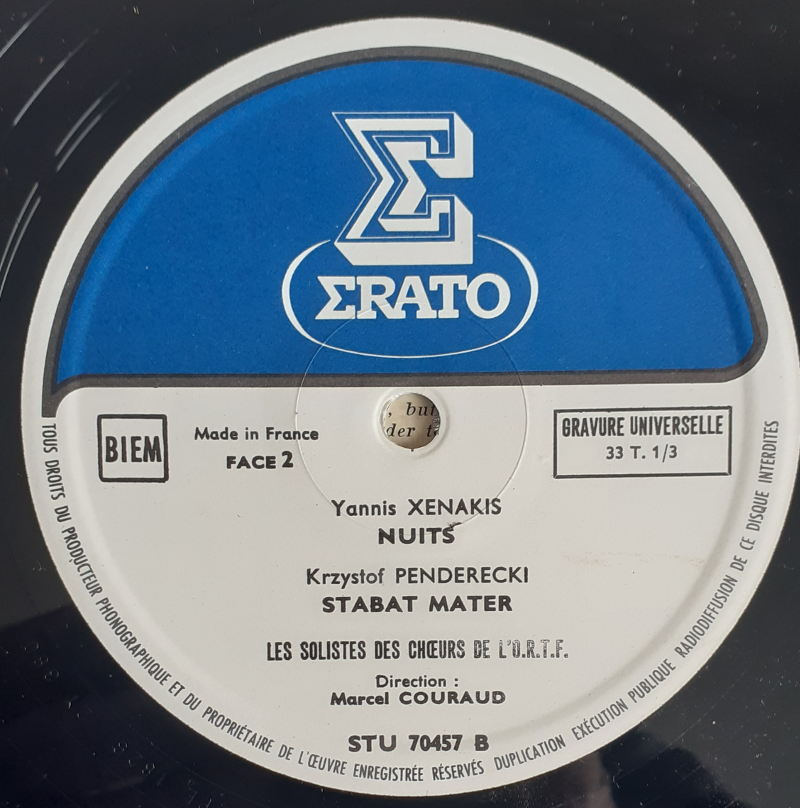 Σ
ΣRATO
, but
der t
BIEM
Made in France
FACE 2
GRAVURE UNIVERSELLE
33 T. 1/3
Yannis XENAKIS
NUITS
Krzystof PENDERECKI
STABAT MATER
LES SOLISTES DES CHŒURS DE L'O.R.T.F.
Direction :
Marcel COURAUD
STU 70457 B
TOUS DROITS DU PRODUCTEUR PHONOGRAPHIQUE ET DU PROPRIÉTAIRE DE L'ŒUVRE ENREGISTRÉE RÉSERVÉS DUPLICATION EXÉCUTION PUBLIQUE RADIODIFFUSION DE CE DISQUE INTERDITES